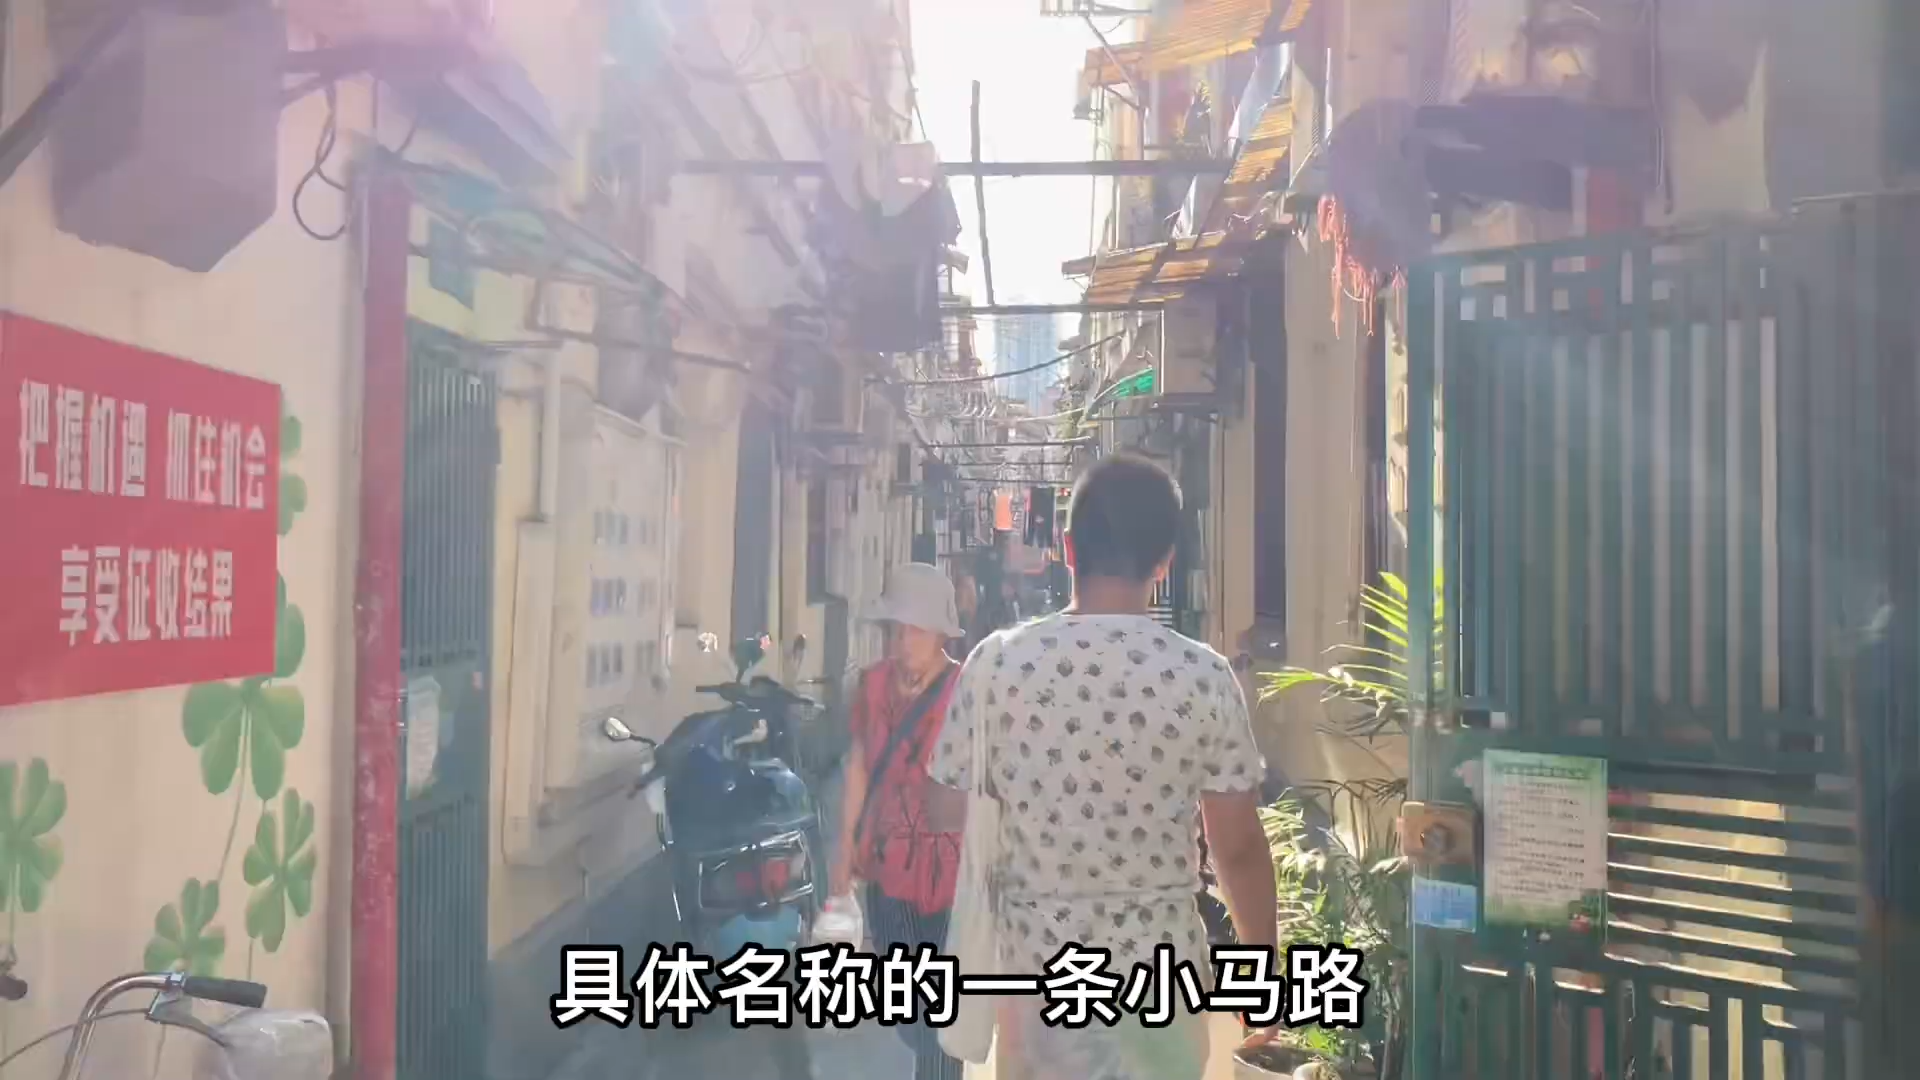 把握机遇 抓住机会
享受征收结果
具体名称的一条小马路